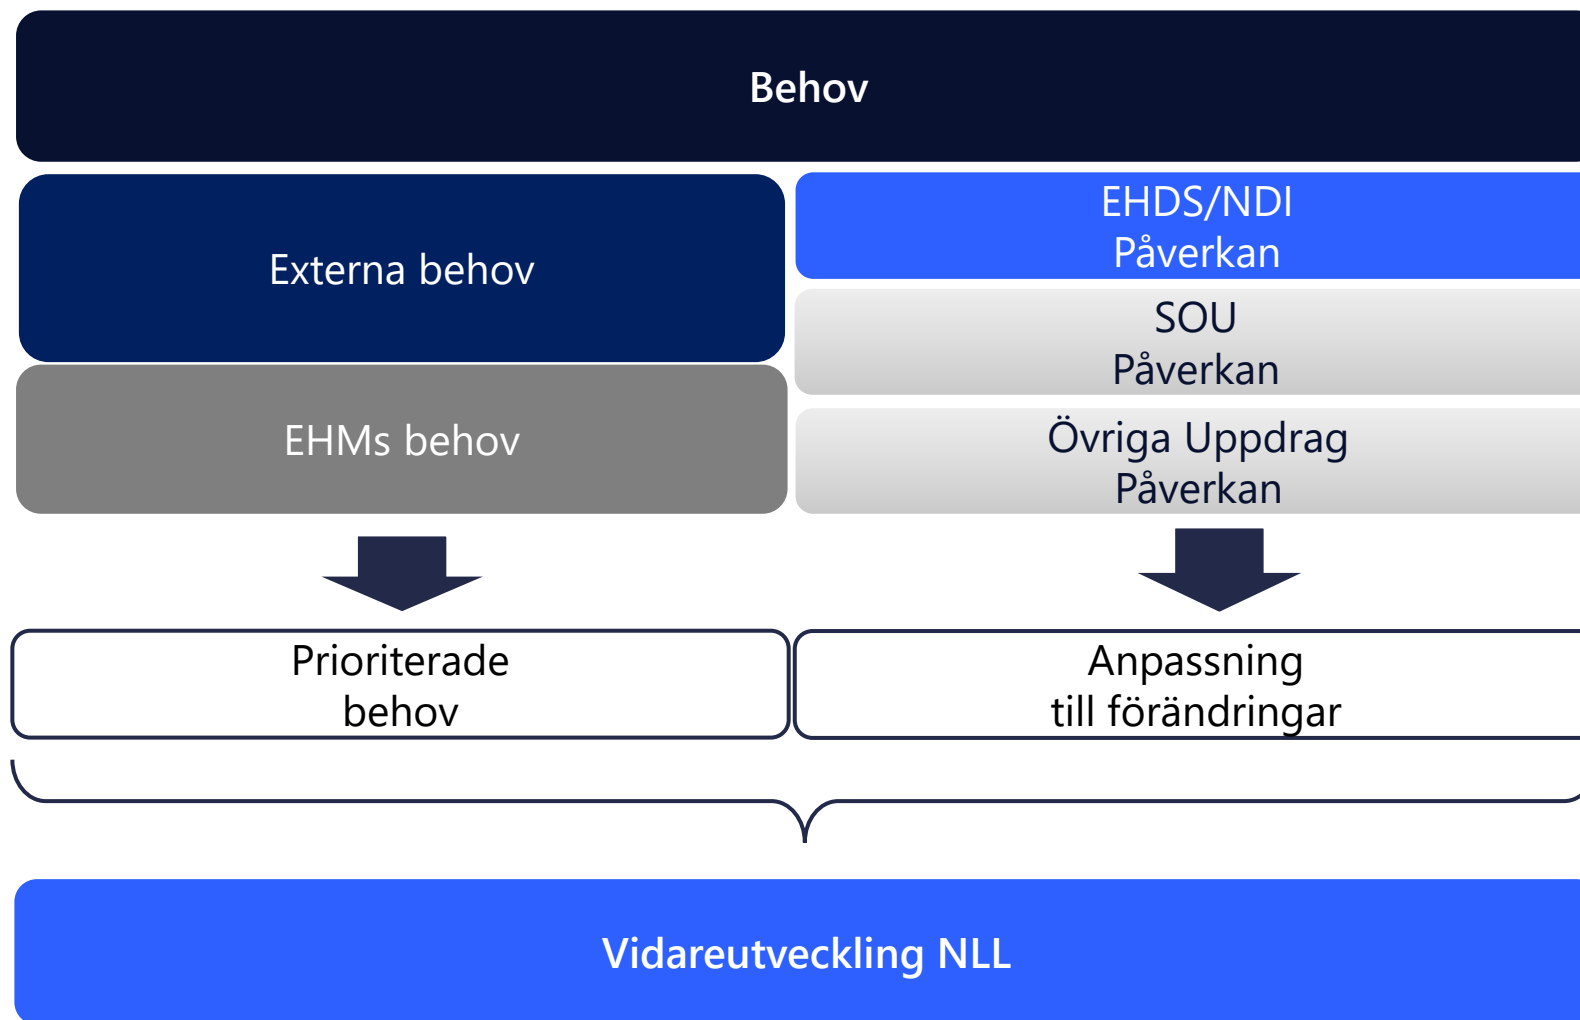 Behov
Externa behov
EHMs behov
EHDS/NDI
Påverkan
SOU
Påverkan
Övriga Uppdrag
Påverkan
Prioriterade
behov
Anpassning
till förändringar
Vidareutveckling NLL